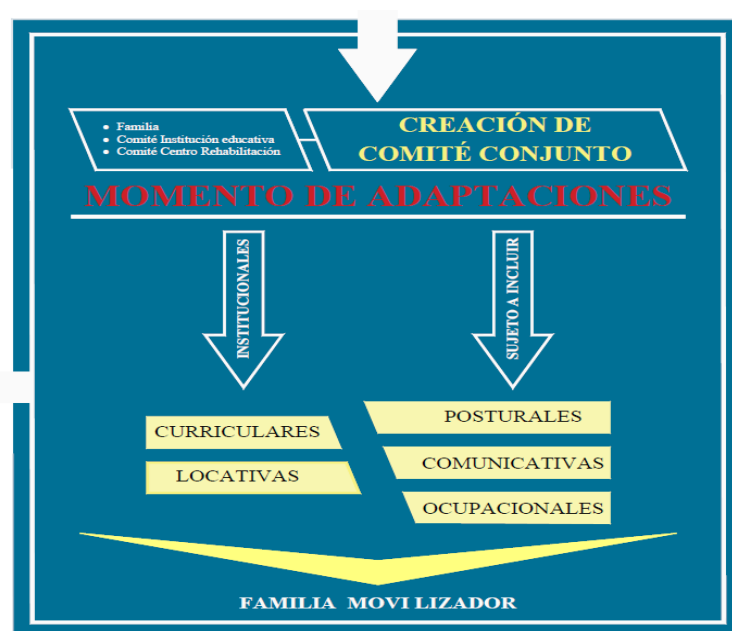 • Familia
• Comité Institución educativa
• Comité Centro Rehabilitación
CREACIÓN DE
COMITÉ CONJUNTO
MOMENTO DE ADAPTACIONES
INSTITUCIONALES
SUJETO A INCLUIR
CURRICULARES
LOCATIVAS
POSTURALES
COMUNICATIVAS
OCUPACIONALES
FAMILIA MOVI LIZADOR